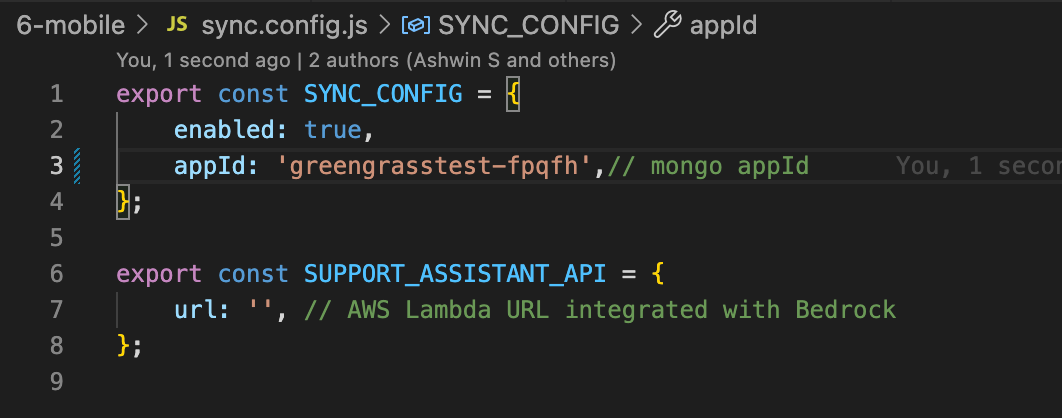 6-mobile > JS sync.config.js > SYNC_CONFIG > appId
You, 1 second ago | 2 authors (Ashwin S and others)
1 export const SYNC_CONFIG = {
2     enabled: true,
3     appId: 'greengrasstest-fpqfh',// mongo appId You, 1 secon
4 };
5
6 export const SUPPORT_ASSISTANT_API = {
7     url: '', // AWS Lambda URL integrated with Bedrock
8 };
9